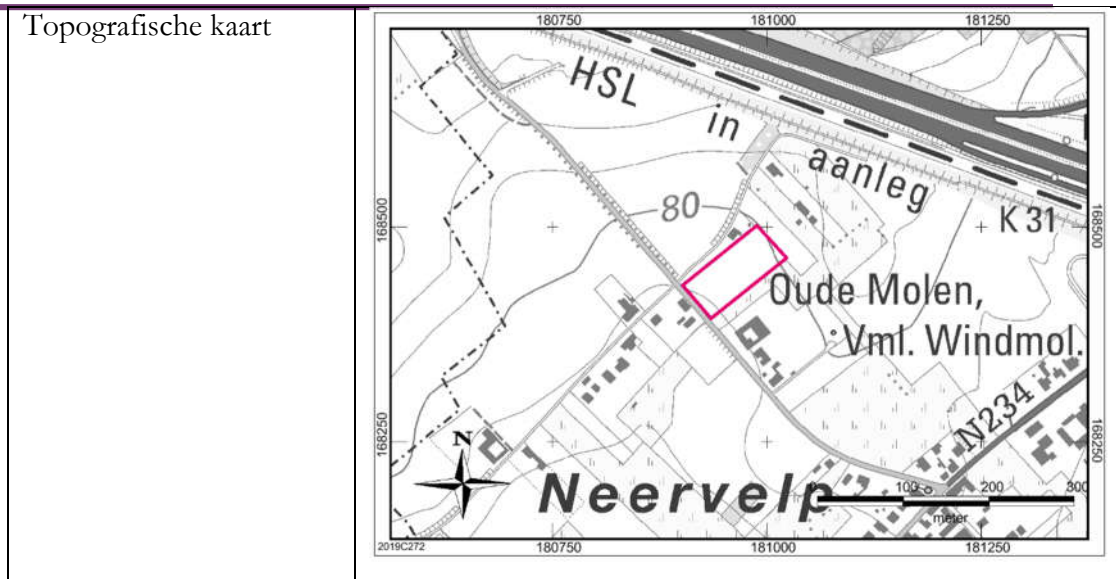 Topografische kaart
180750 181000 181250
HSL
in
aanleg
K 31
80
168500 168500
Oude Molen,
Vml. Windmol.
N234
168250 168250
N
Neervelp
0 100 200 300
meter
2019C272
180750 181000 181250